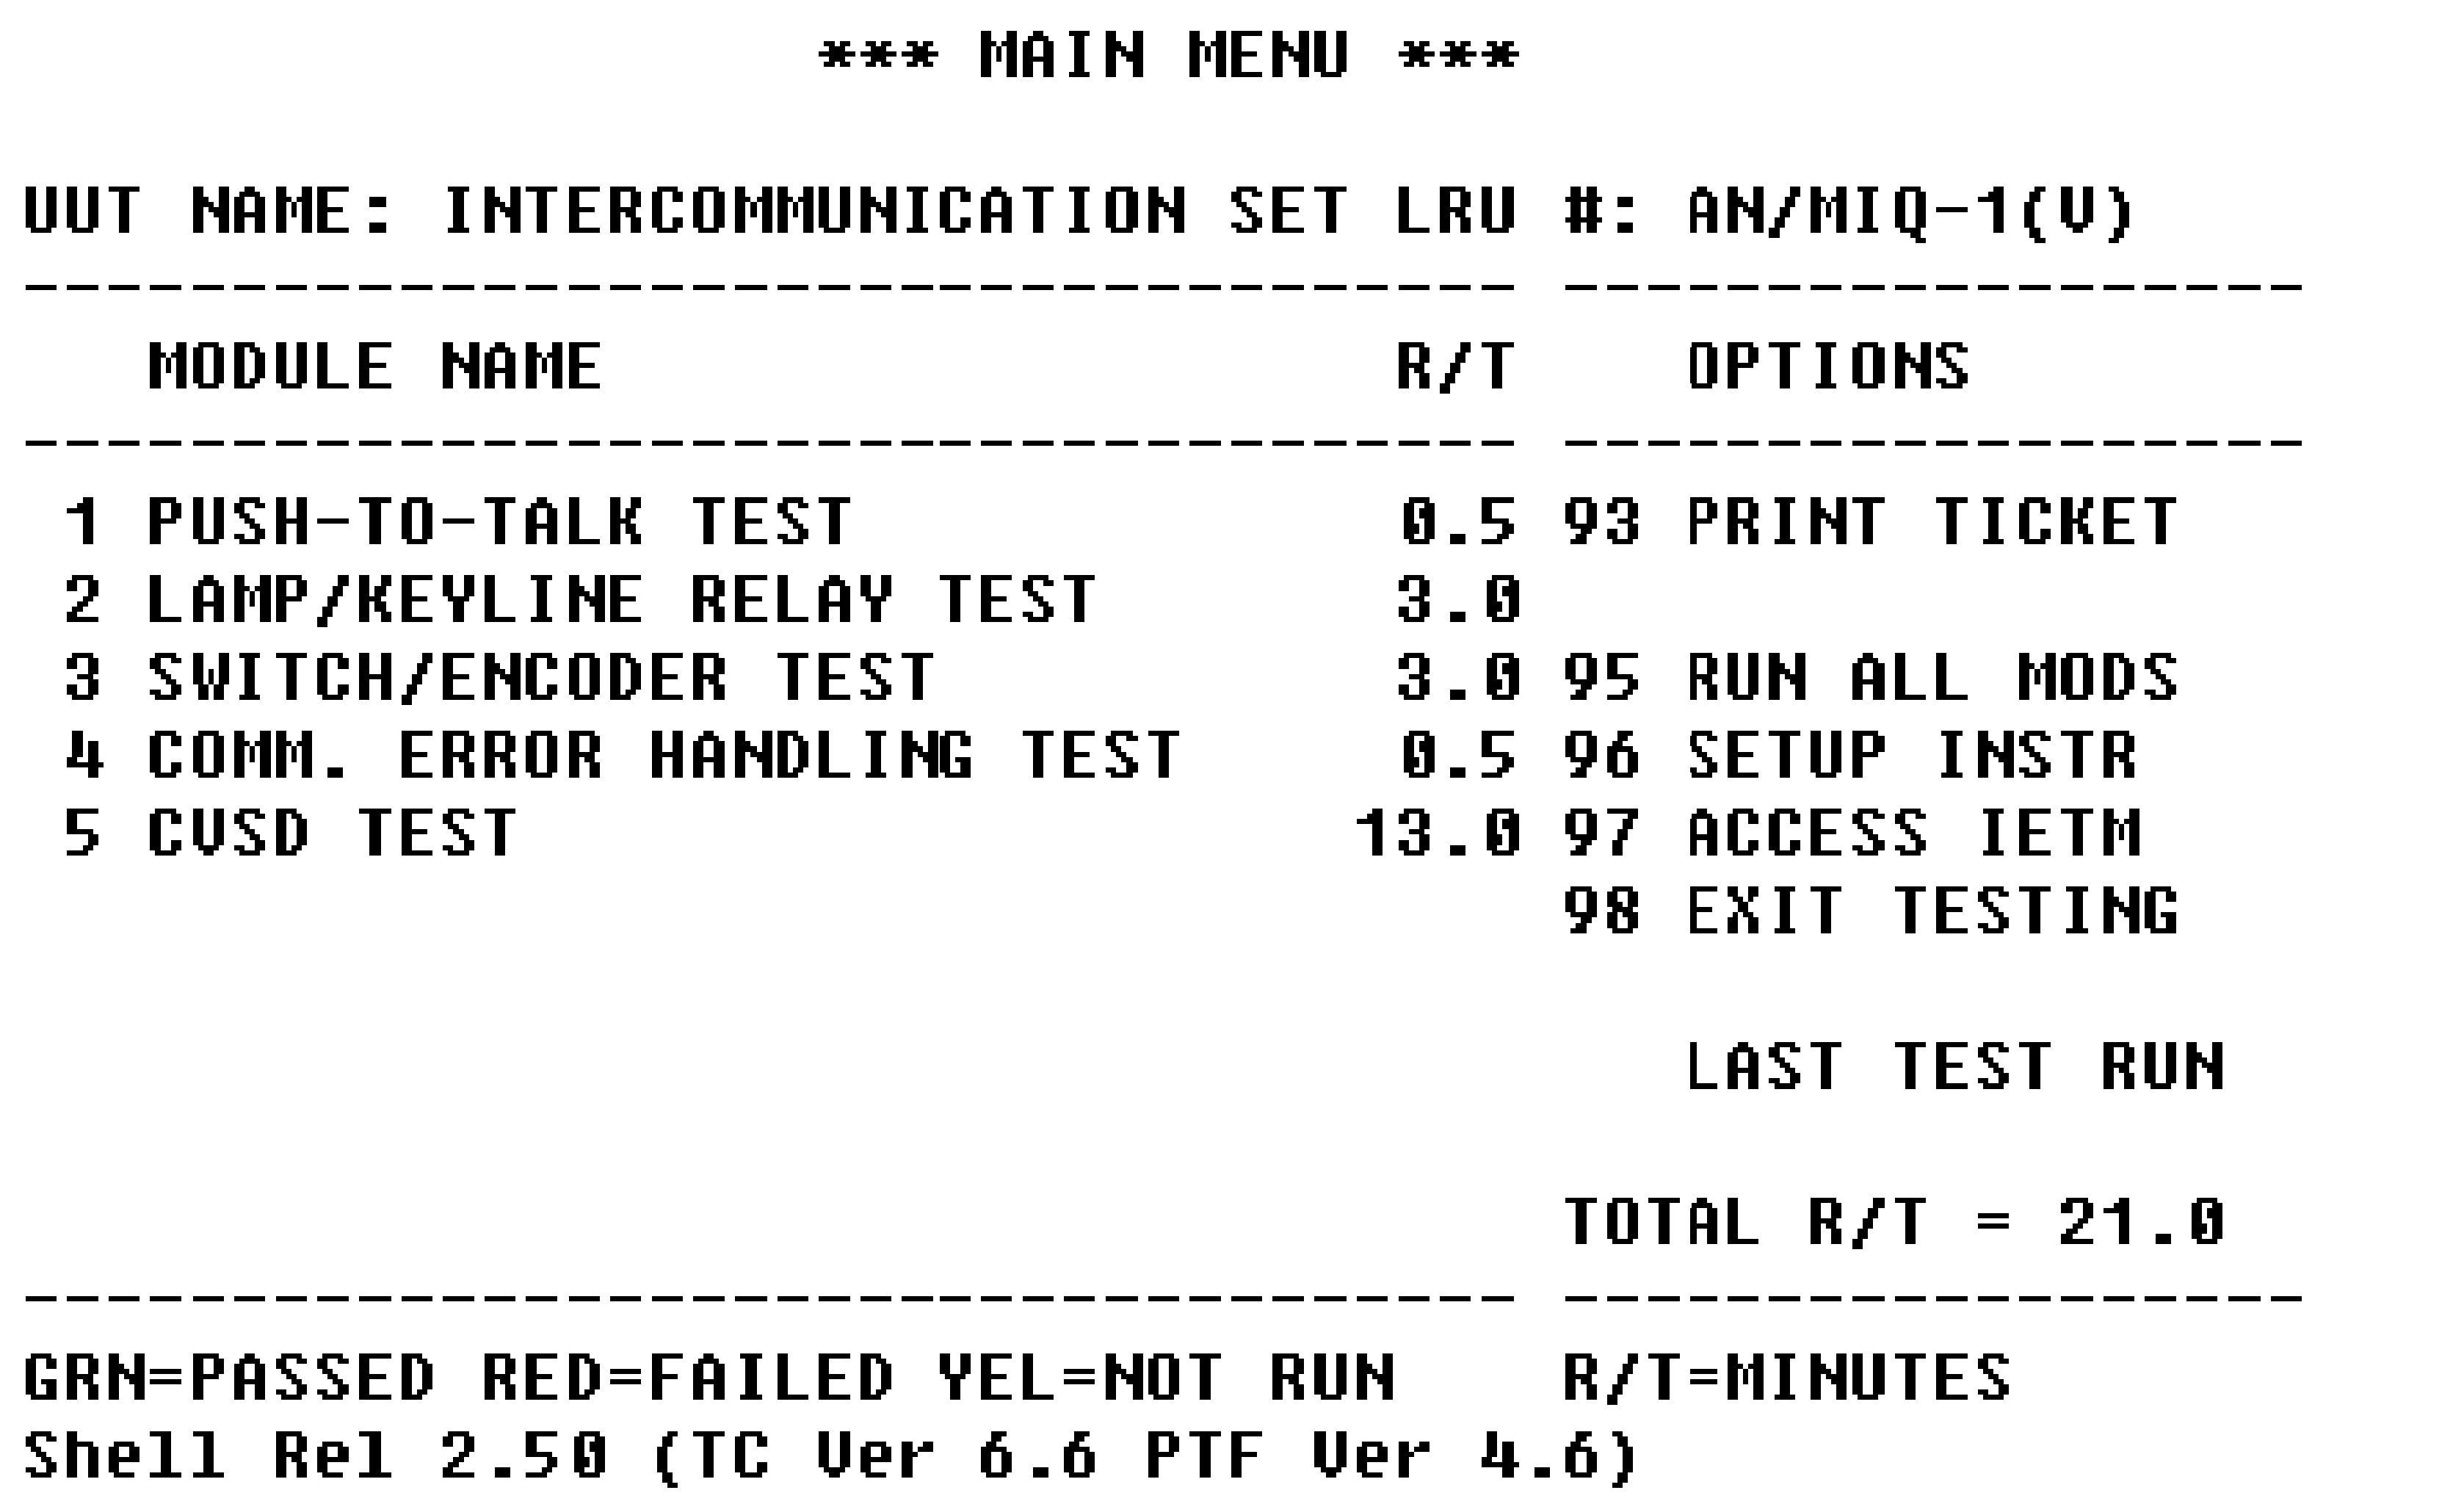 *** MAIN MENU ***
UUT NAME: INTERCOMMUNICATION SET LRU #: AN/MIQ-1(V)
------------------------------------ ------------------
MODULE NAME R/T OPTIONS
------------------------------------ ------------------
1 PUSH-TO-TALK TEST 0.5 93 PRINT TICKET
2 LAMP/KEYLINE RELAY TEST 3.0
3 SWITCH/ENCODER TEST 3.0 95 RUN ALL MODS
4 COMM. ERROR HANDLING TEST 0.5 96 SETUP INSTR
5 CVSD TEST 13.0 97 ACCESS IETM
98 EXIT TESTING
LAST TEST RUN
TOTAL R/T = 21.0
------------------------------------ ------------------
GRN=PASSED RED=FAILED YEL=NOT RUN R/T=MINUTES
Shell Rel 2.50 (TC Ver 6.6 PTF Ver 4.6)